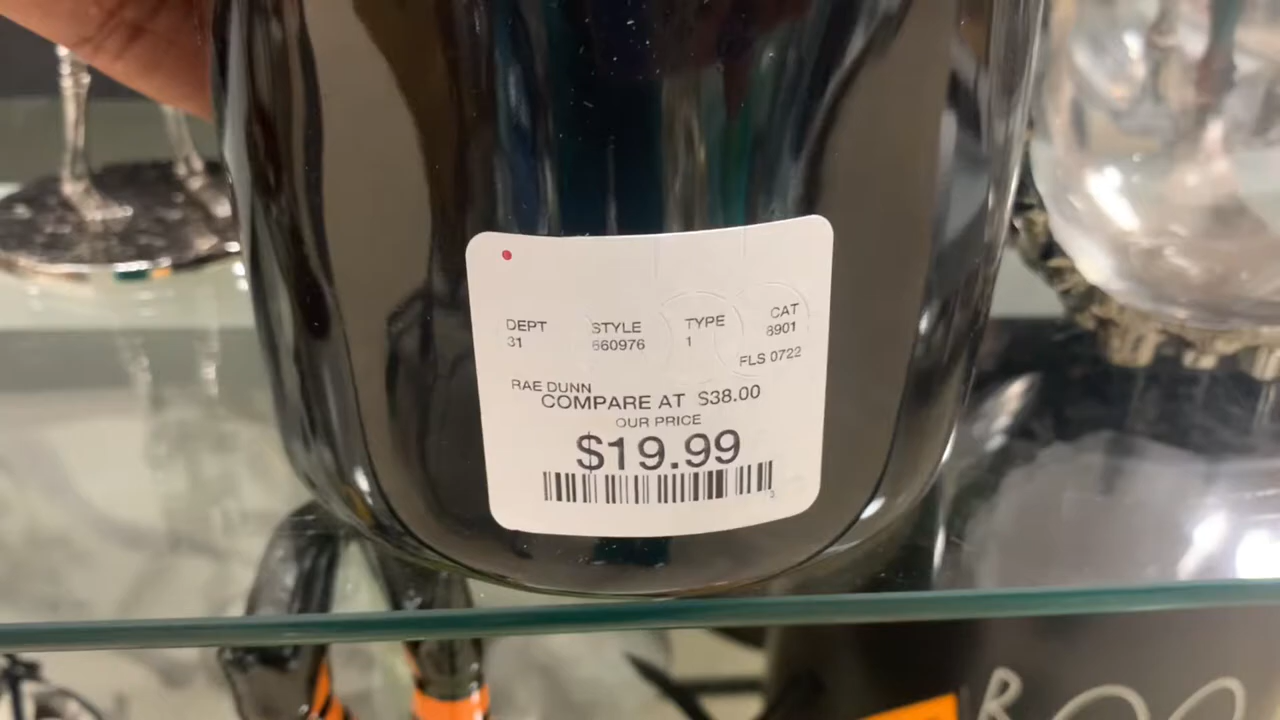 DEPT STYLE TYPE CAT
31 660976 1 8901
FLS 0722
RAE DUNN
COMPARE AT $38.00
OUR PRICE
$19.99
BOO